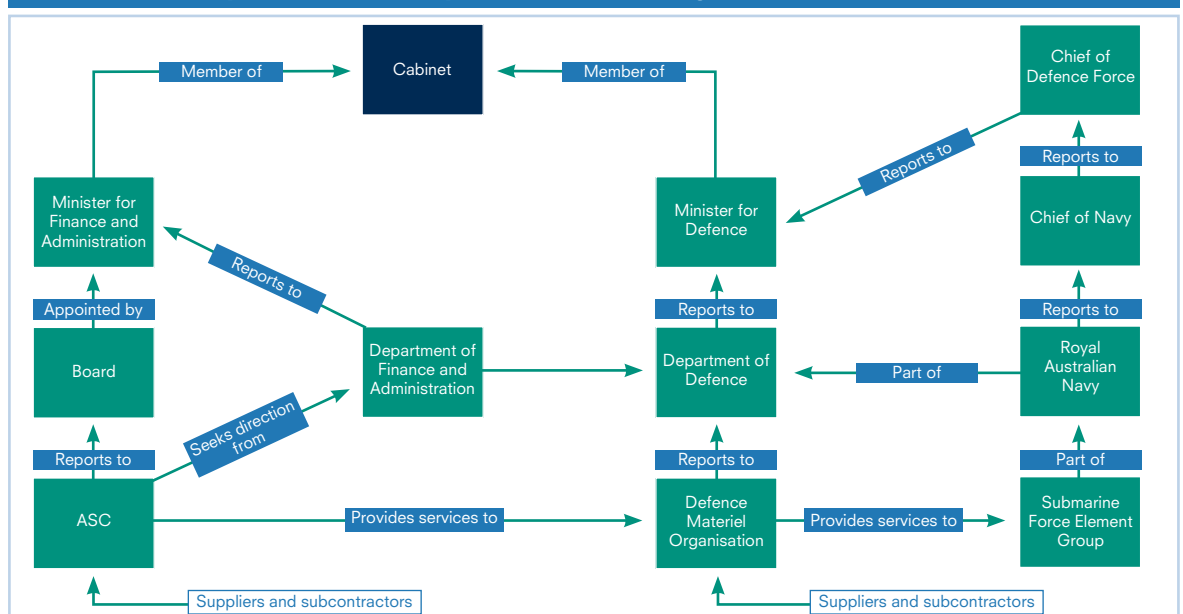 Member of
Cabinet
Member of
Chief of
Defence Force
Reports to
Reports to
Minister for
Finance and
Administration
Minister for
Defence
Chief of Navy
Reports to
Appointed by
Reports to
Reports to
Board
Department of
Finance and
Administration
Department of
Defence
Part of
Royal
Australian
Navy
Seeks direction
from
Reports to
Reports to
Part of
ASC
Provides services to
Defence
Materiel
Organisation
Provides services to
Submarine
Force Element
Group
Suppliers and subcontractors
Suppliers and subcontractors